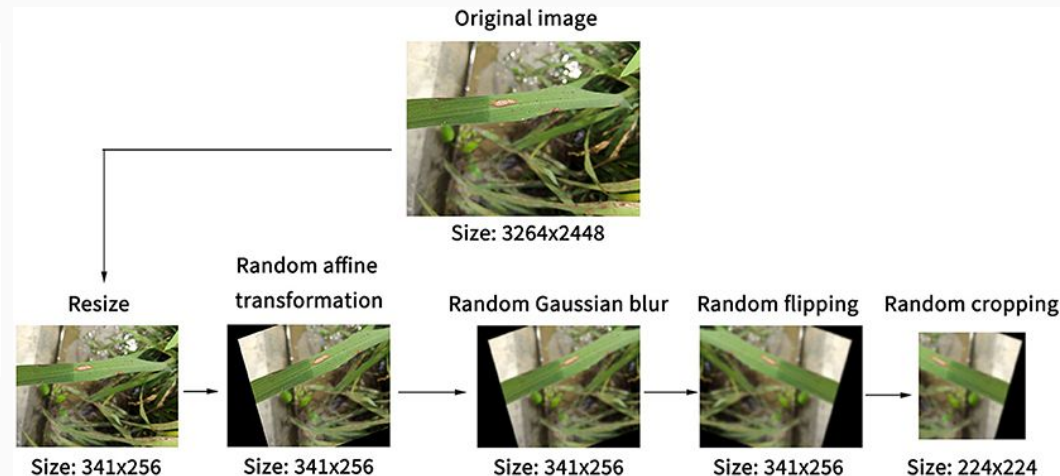 Original image
Size: 3264x2448
Random affine
transformation
Resize
Random Gaussian blur
Random flipping
Random cropping
Size: 341x256
Size: 341x256
Size: 341x256
Size: 341x256
Size: 224x224